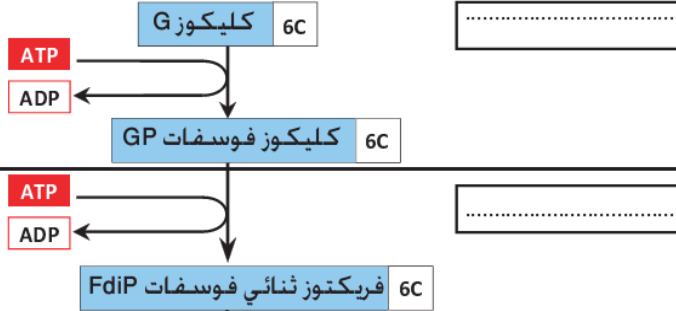 كليكوز G 6C
.......................................
ATP
ADP
كليكوز فوسفات GP 6C
ATP
.......................................
ADP
فريكتوز ثنائي فوسفات FdiP 6C